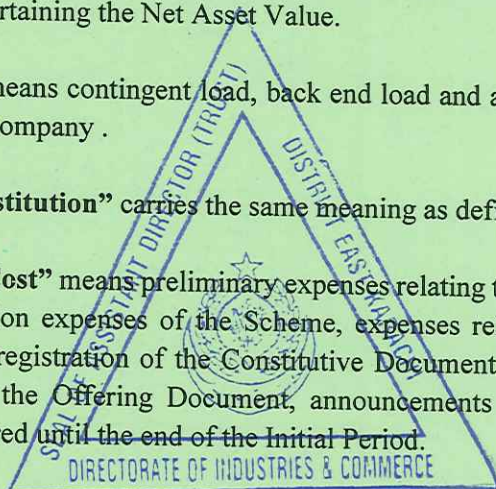 rtaining the Net Asset Value.
neans contingent load, back end load and a
ompany .
stitution” carries the same meaning as defi
ost” means preliminary expenses relating t
on expenses of the Scheme, expenses re
registration of the Constitutive Document
the Offering Document, announcements
red until the end of the Initial Period.
ASSISTANT DIRECTOR (TRUST)
DISTRICT EAST KARACHI
DIRECTORATE OF INDUSTRIES & COMMERCE